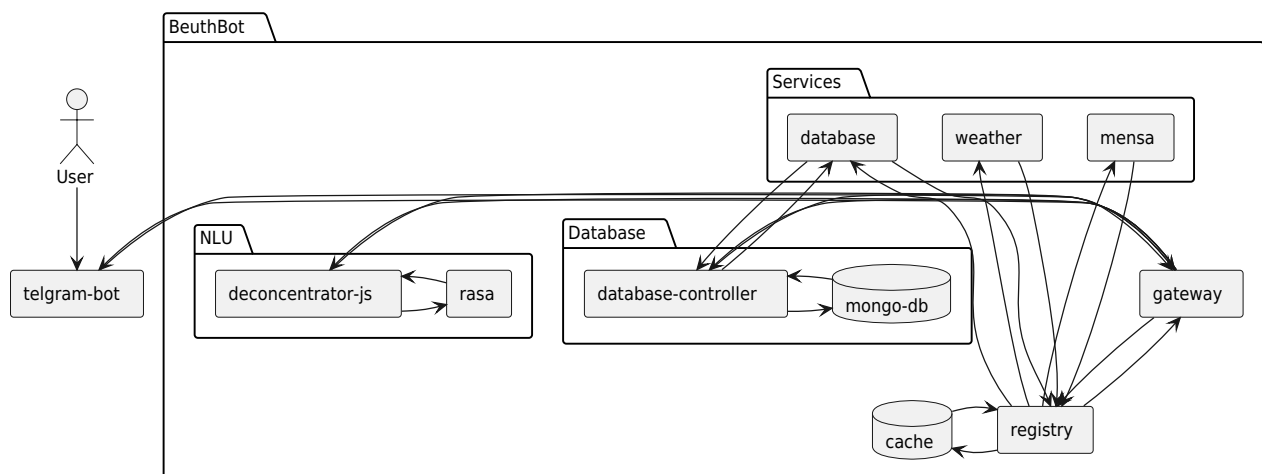 BeuthBot
Services
database
weather
mensa
User
NLU
Database
telgram-bot
deconcentrator-js
rasa
database-controller
mongo-db
gateway
cache
registry